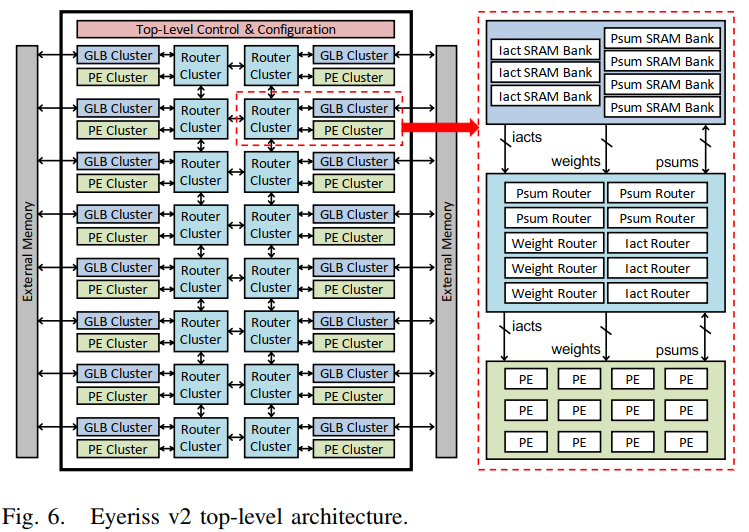 Top-Level Control & Configuration
External Memory
GLB Cluster
PE Cluster
Router
Cluster
Router
Cluster
GLB Cluster
PE Cluster
GLB Cluster
PE Cluster
Router
Cluster
Router
Cluster
GLB Cluster
PE Cluster
GLB Cluster
PE Cluster
Router
Cluster
Router
Cluster
GLB Cluster
PE Cluster
GLB Cluster
PE Cluster
Router
Cluster
Router
Cluster
GLB Cluster
PE Cluster
GLB Cluster
PE Cluster
Router
Cluster
Router
Cluster
GLB Cluster
PE Cluster
GLB Cluster
PE Cluster
Router
Cluster
Router
Cluster
GLB Cluster
PE Cluster
GLB Cluster
PE Cluster
Router
Cluster
Router
Cluster
GLB Cluster
PE Cluster
GLB Cluster
PE Cluster
Router
Cluster
Router
Cluster
GLB Cluster
PE Cluster
External Memory
Iact SRAM Bank
Iact SRAM Bank
Iact SRAM Bank
Psum SRAM Bank
Psum SRAM Bank
Psum SRAM Bank
Psum SRAM Bank
iacts
weights
psums
Psum Router Psum Router
Psum Router Psum Router
Weight Router Iact Router
Weight Router Iact Router
Weight Router Iact Router
iacts
weights
psums
PE PE PE PE
PE PE PE PE
PE PE PE PE
Fig. 6. Eyeriss v2 top-level architecture.